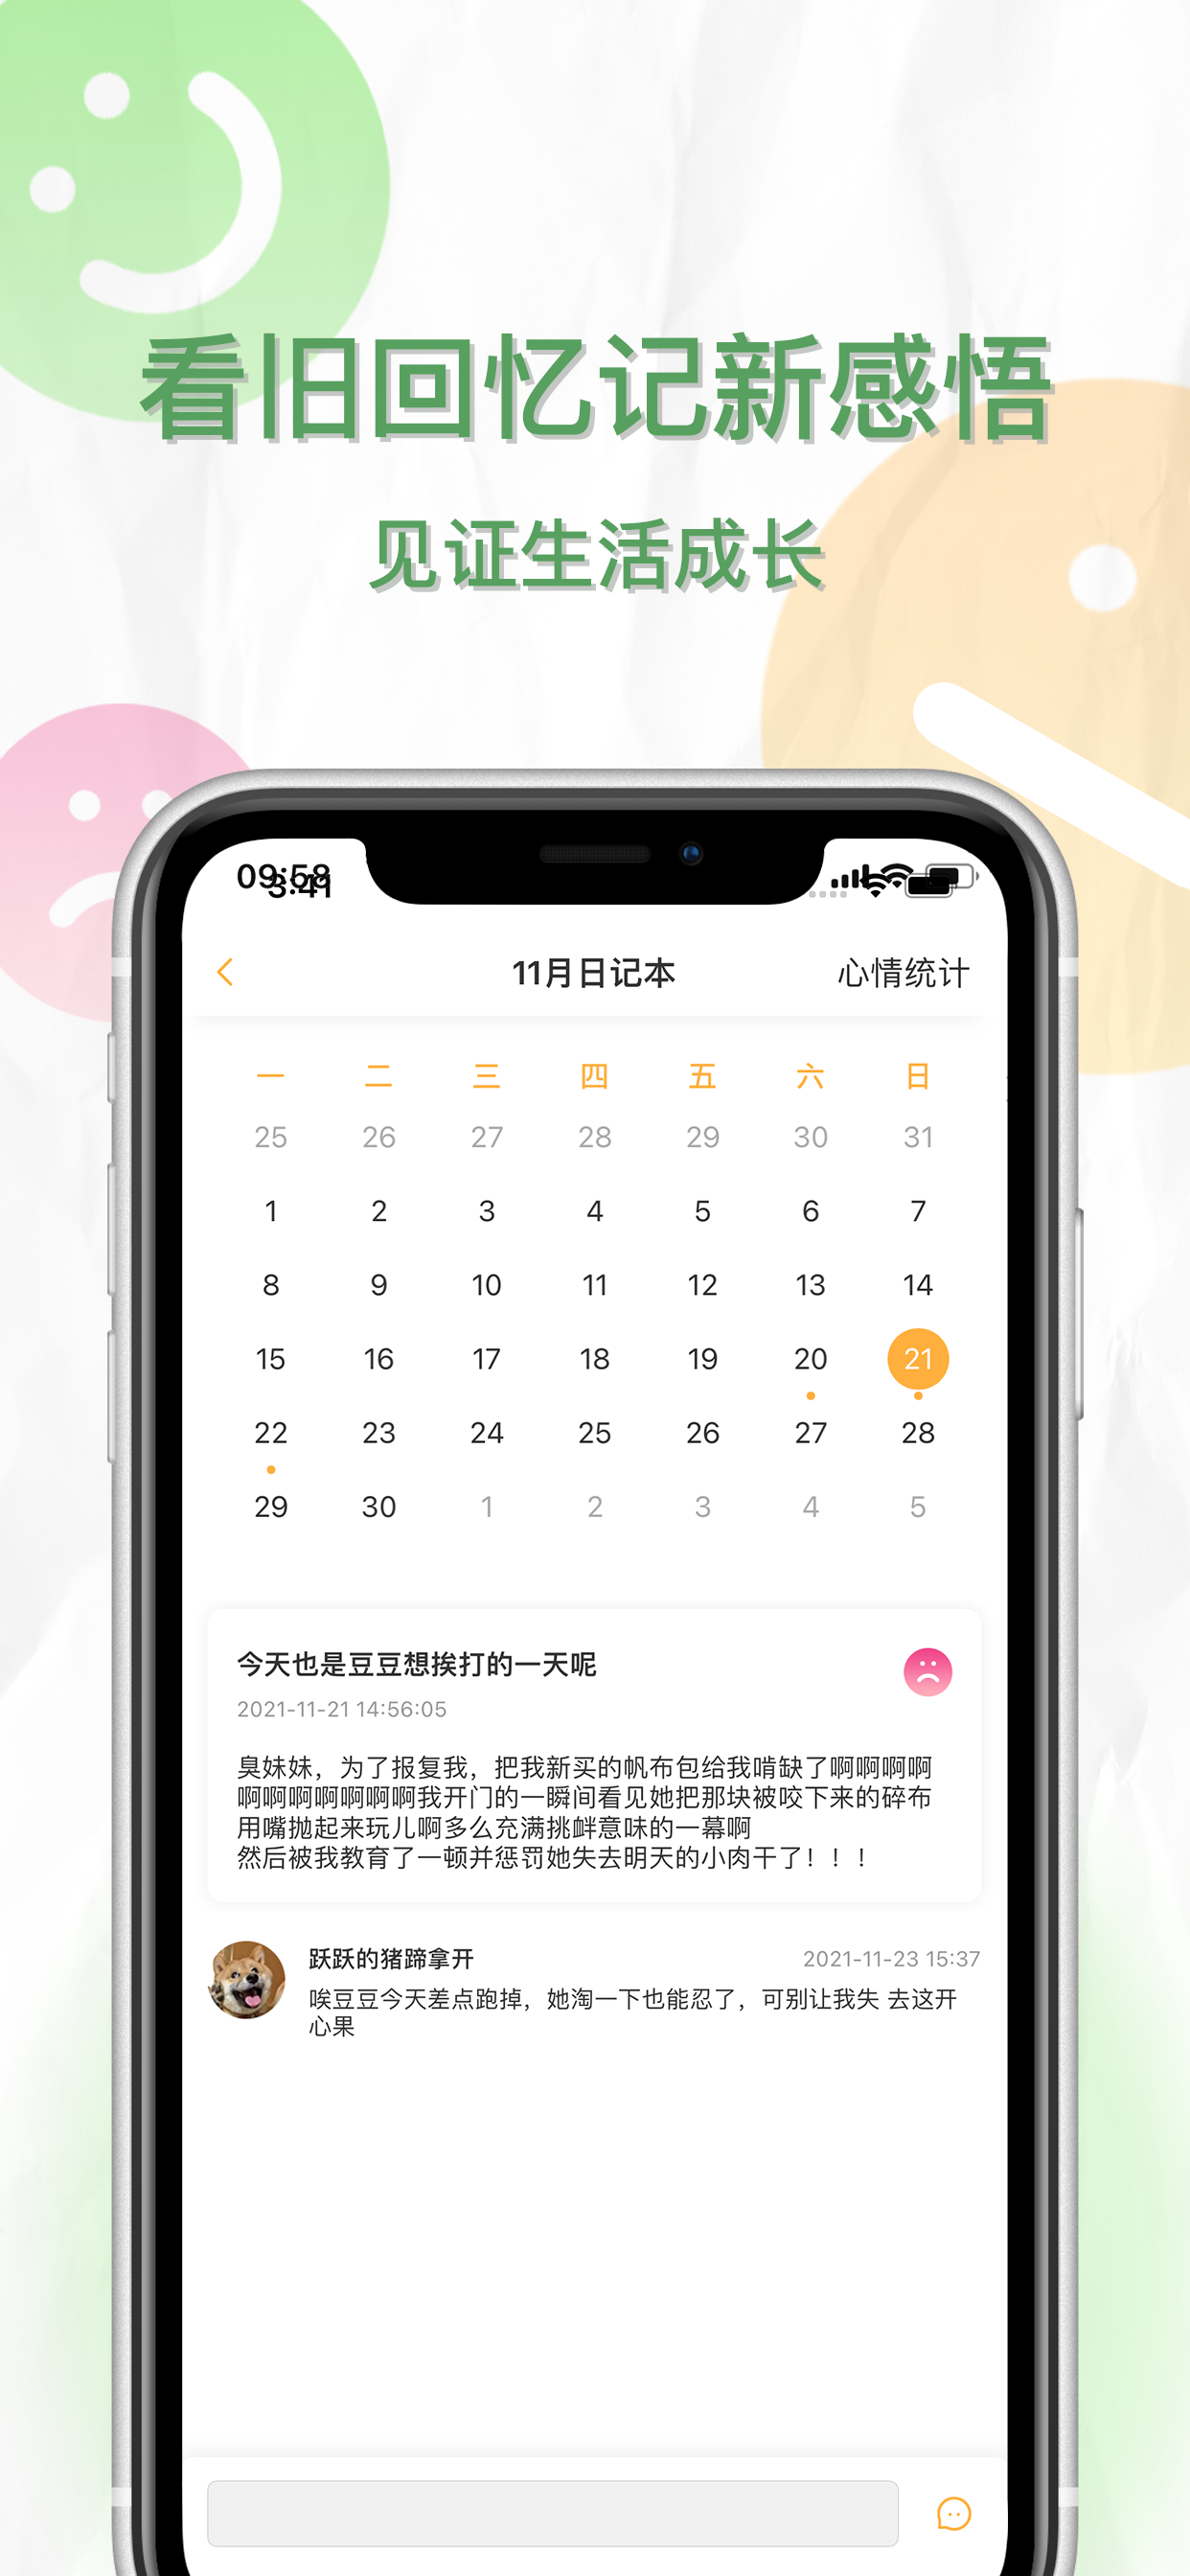 看旧回忆记新感悟
见证生活成长
09:58
3:41
11月日记本 心情统计
一 二 三 四 五 六 日
25 26 27 28 29 30 31
1 2 3 4 5 6 7
8 9 10 11 12 13 14
15 16 17 18 19 20 21
22 23 24 25 26 27 28
29 30 1 2 3 4 5
今天也是豆豆想挨打的一天呢
2021-11-21 14:56:05
臭妹妹，为了报复我，把我新买的帆布包给我啃缺了啊啊啊啊
啊啊啊啊啊啊啊我开门的一瞬间看见她把那块被咬下来的碎布
用嘴抛起来玩儿啊多么充满挑衅意味的一幕啊
然后被我教育了一顿并惩罚她失去明天的小肉干了！！！
跃跃的猪蹄拿开 2021-11-23 15:37
唉豆豆今天差点跑掉，她淘一下也能忍了，可别让我失 去这开
心果